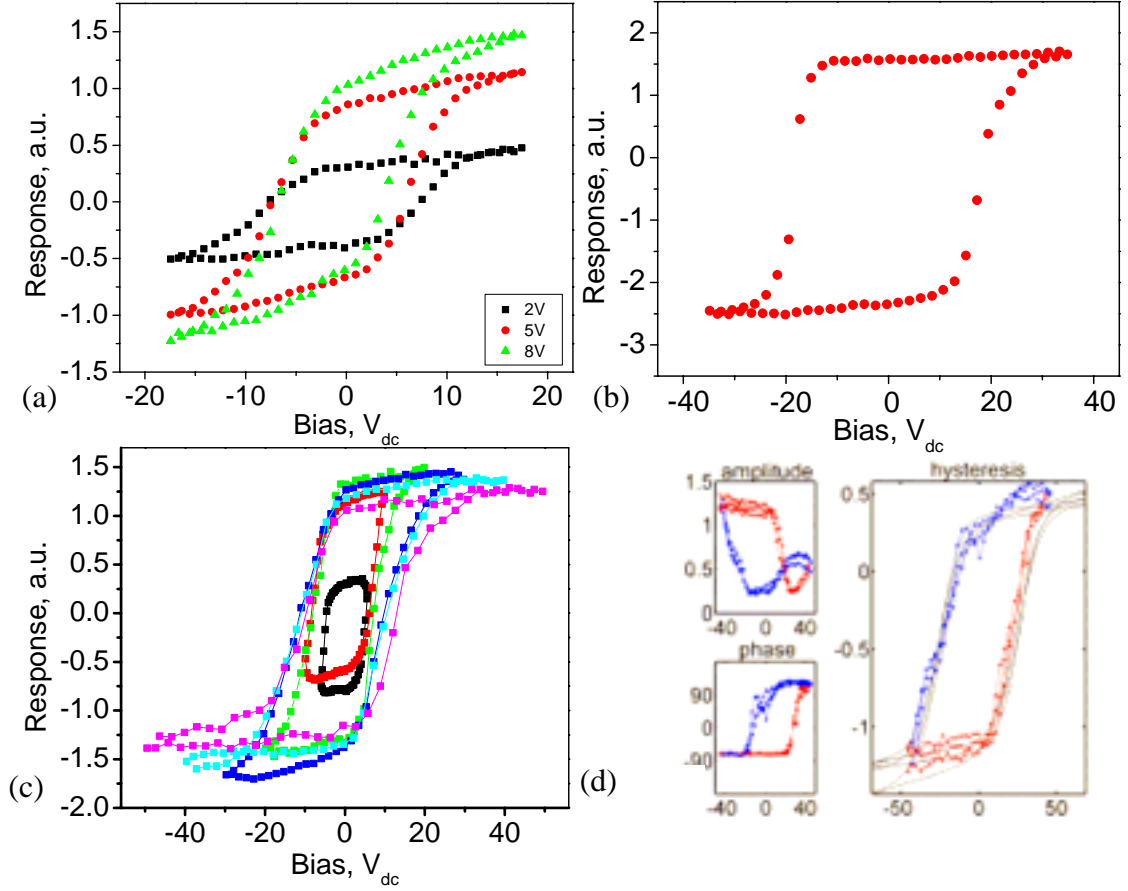 1.5
1.0
0.5
0.0
-0.5
-1.0
-1.5
Response, a.u.
2V
5V
8V
-20 -10 0 10 20
(a)
Bias, V_dc
2
1
0
-1
-2
-3
Response, a.u.
-40 -20 0 20 40
(b)
Bias, V_dc
1.5
1.0
0.5
0.0
-0.5
-1.0
-1.5
-2.0
Response, a.u.
-40 -20 0 20 40
(c)
Bias, V_dc
amplitude
1.5
1
0.5
0
-40 0 40
phase
90
0
-90
-40 0 40
hysteresis
0.5
0
-0.5
-1
-50 0 50
(d)